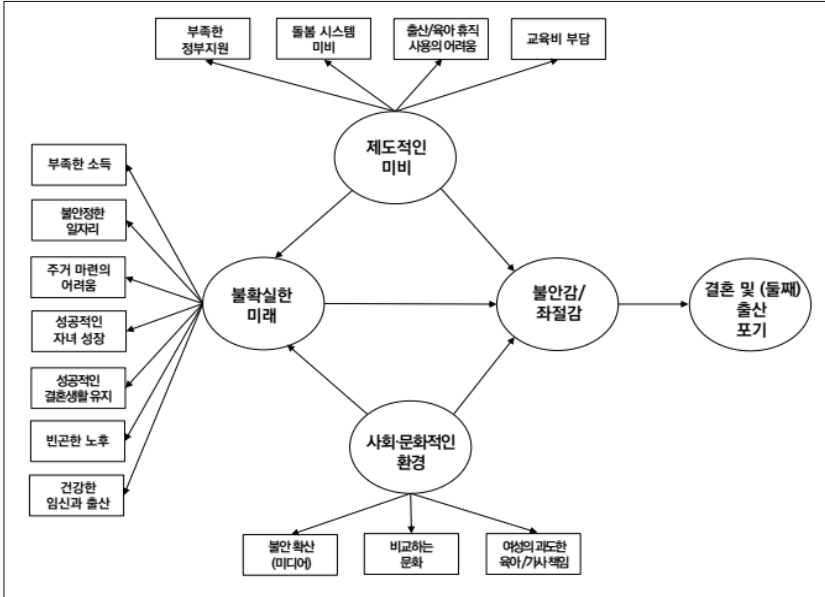 부족한
정부지원
돌봄 시스템
미비
출산/육아 휴직
사용의 어려움
교육비 부담
제도적인
미비
부족한 소득
불안정한
일자리
주거 마련의
어려움
성공적인
자녀 성장
성공적인
결혼생활 유지
빈곤한 노후
건강한
임신과 출산
불확실한
미래
불안감/
좌절감
결혼 및 (둘째)
출산
포기
사회·문화적인
환경
불안 확산
(미디어)
비교하는
문화
여성의 과도한
육아/가사 책임